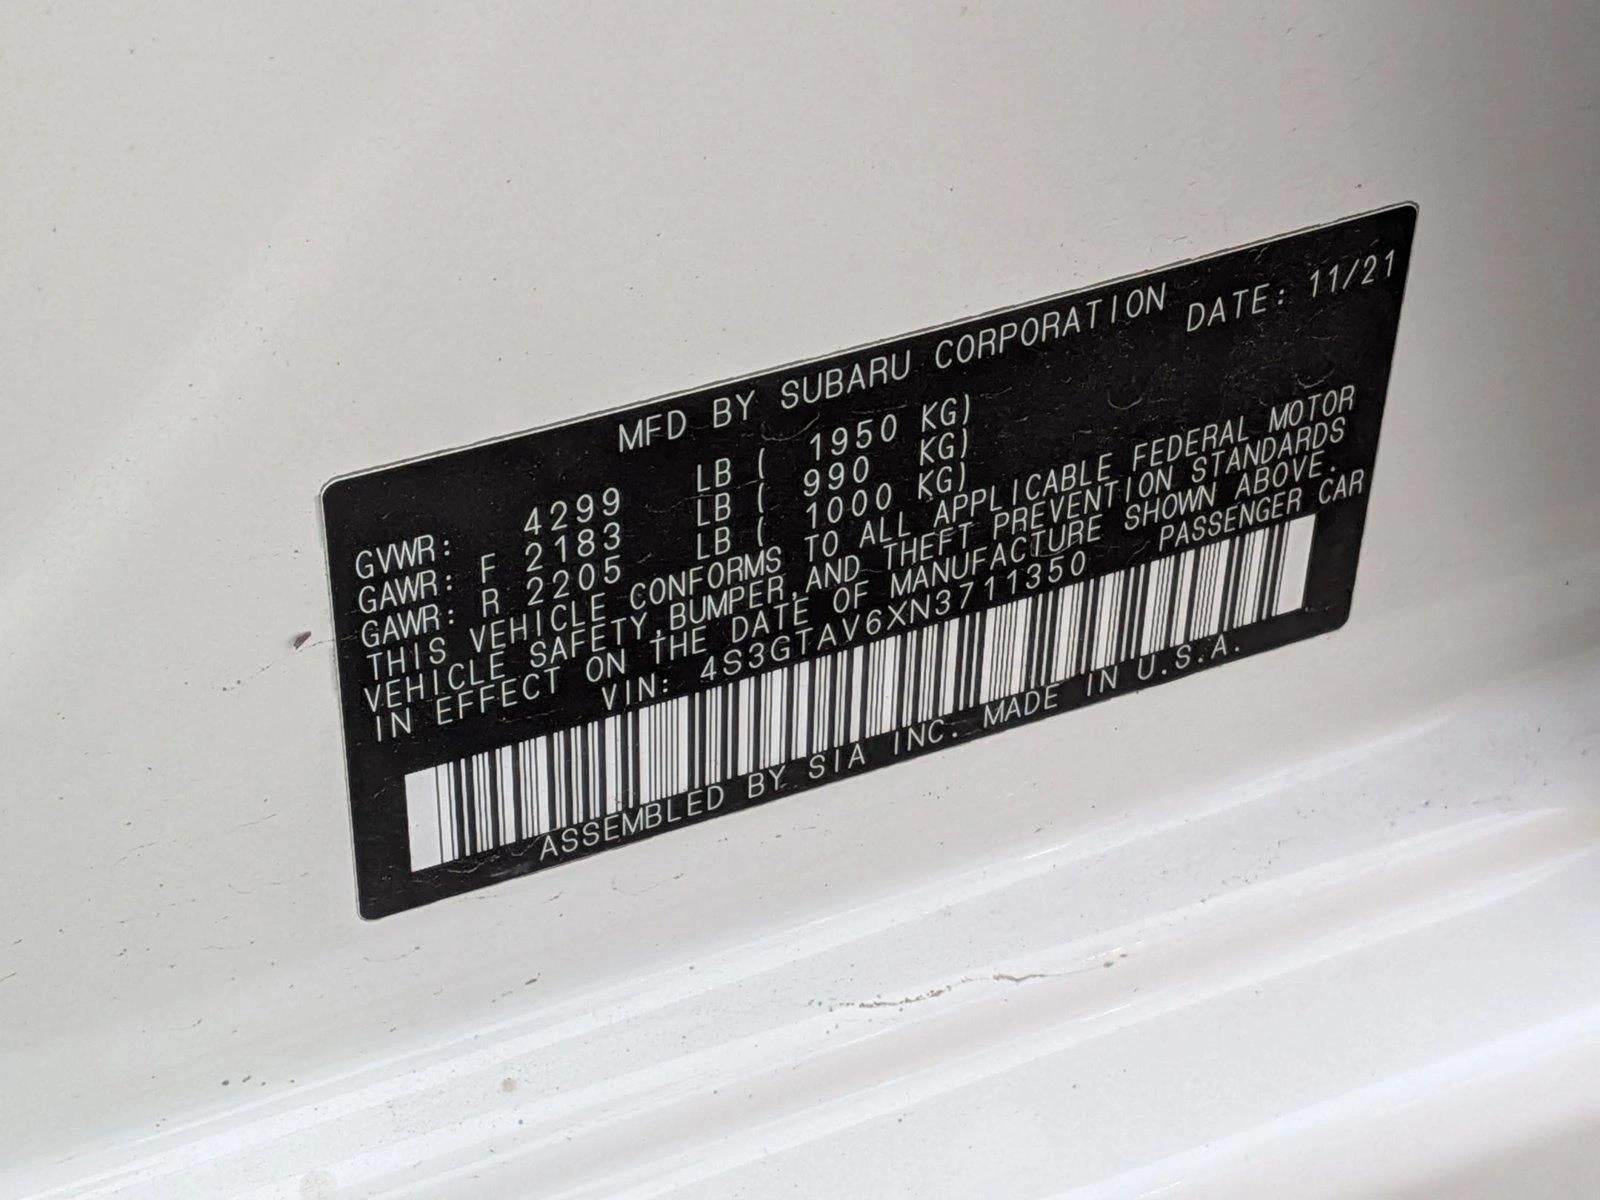 MFD BY SUBARU CORPORATION DATE: 11/21
GVWR: 4299 LB ( 1950 KG)
GAWR: F 2183 LB ( 990 KG)
GAWR: R 2205 LB ( 1000 KG)
THIS VEHICLE CONFORMS TO ALL APPLICABLE FEDERAL MOTOR
VEHICLE SAFETY,BUMPER,AND THEFT PREVENTION STANDARDS
IN EFFECT ON THE DATE OF MANUFACTURE SHOWN ABOVE.
VIN: 4S3GTAV6XN3711350 PASSENGER CAR
ASSEMBLED BY SIA INC. MADE IN U.S.A.